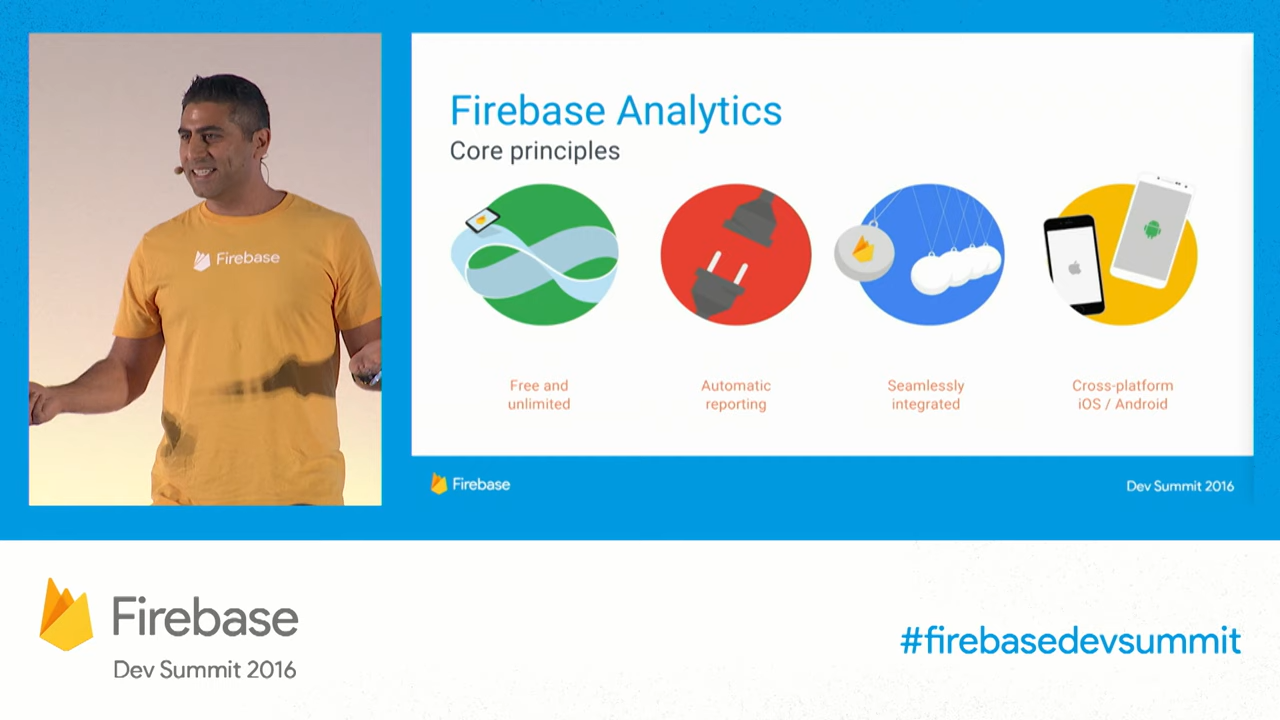 Firebase
Firebase Analytics
Core principles
Free and
unlimited
Automatic
reporting
Seamlessly
integrated
Cross-platform
iOS / Android
Firebase
Dev Summit 2016
Firebase
Dev Summit 2016
#firebasedevsummit